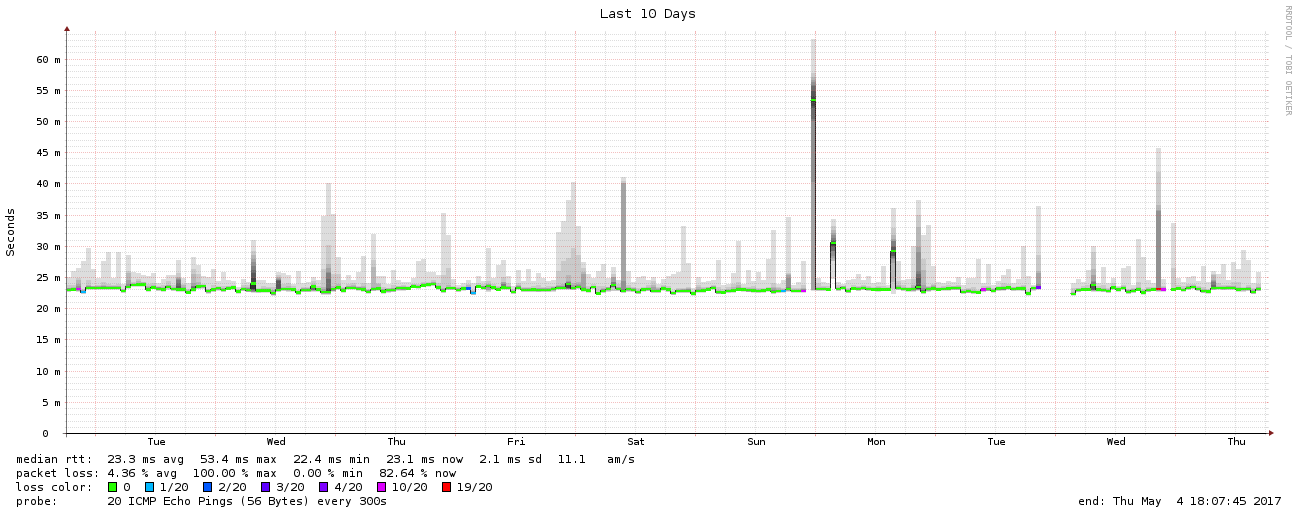 Last 10 Days
RRDTOOL / TOBI OETIKER
Seconds
60 m
55 m
50 m
45 m
40 m
35 m
30 m
25 m
20 m
15 m
10 m
5 m
0
Tue Wed Thu Fri Sat Sun Mon Tue Wed Thu
median rtt: 23.3 ms avg 53.4 ms max 22.4 ms min 23.1 ms now 2.1 ms sd 11.1 am/s
packet loss: 4.36 % avg 100.00 % max 0.00 % min 82.64 % now
loss color: 0 1/20 2/20 3/20 4/20 10/20 19/20
probe: 20 ICMP Echo Pings (56 Bytes) every 300s end: Thu May 4 18:07:45 2017